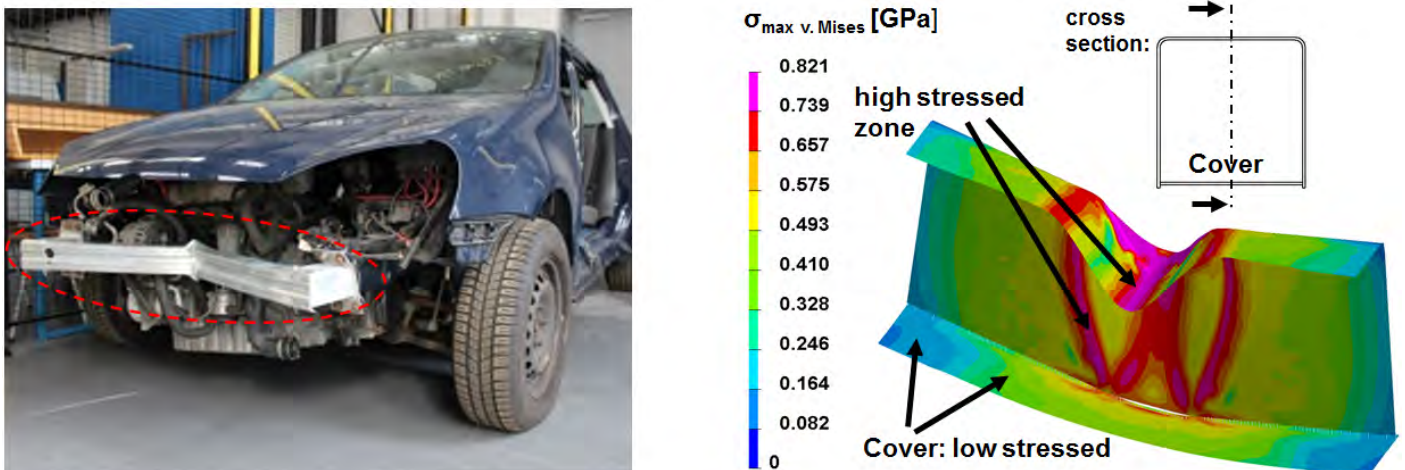 σmax v. Mises [GPa]
0.821
0.739
0.657
0.575
0.493
0.410
0.328
0.246
0.164
0.082
0
high stressed
zone
cross
section:
Cover
Cover: low stressed